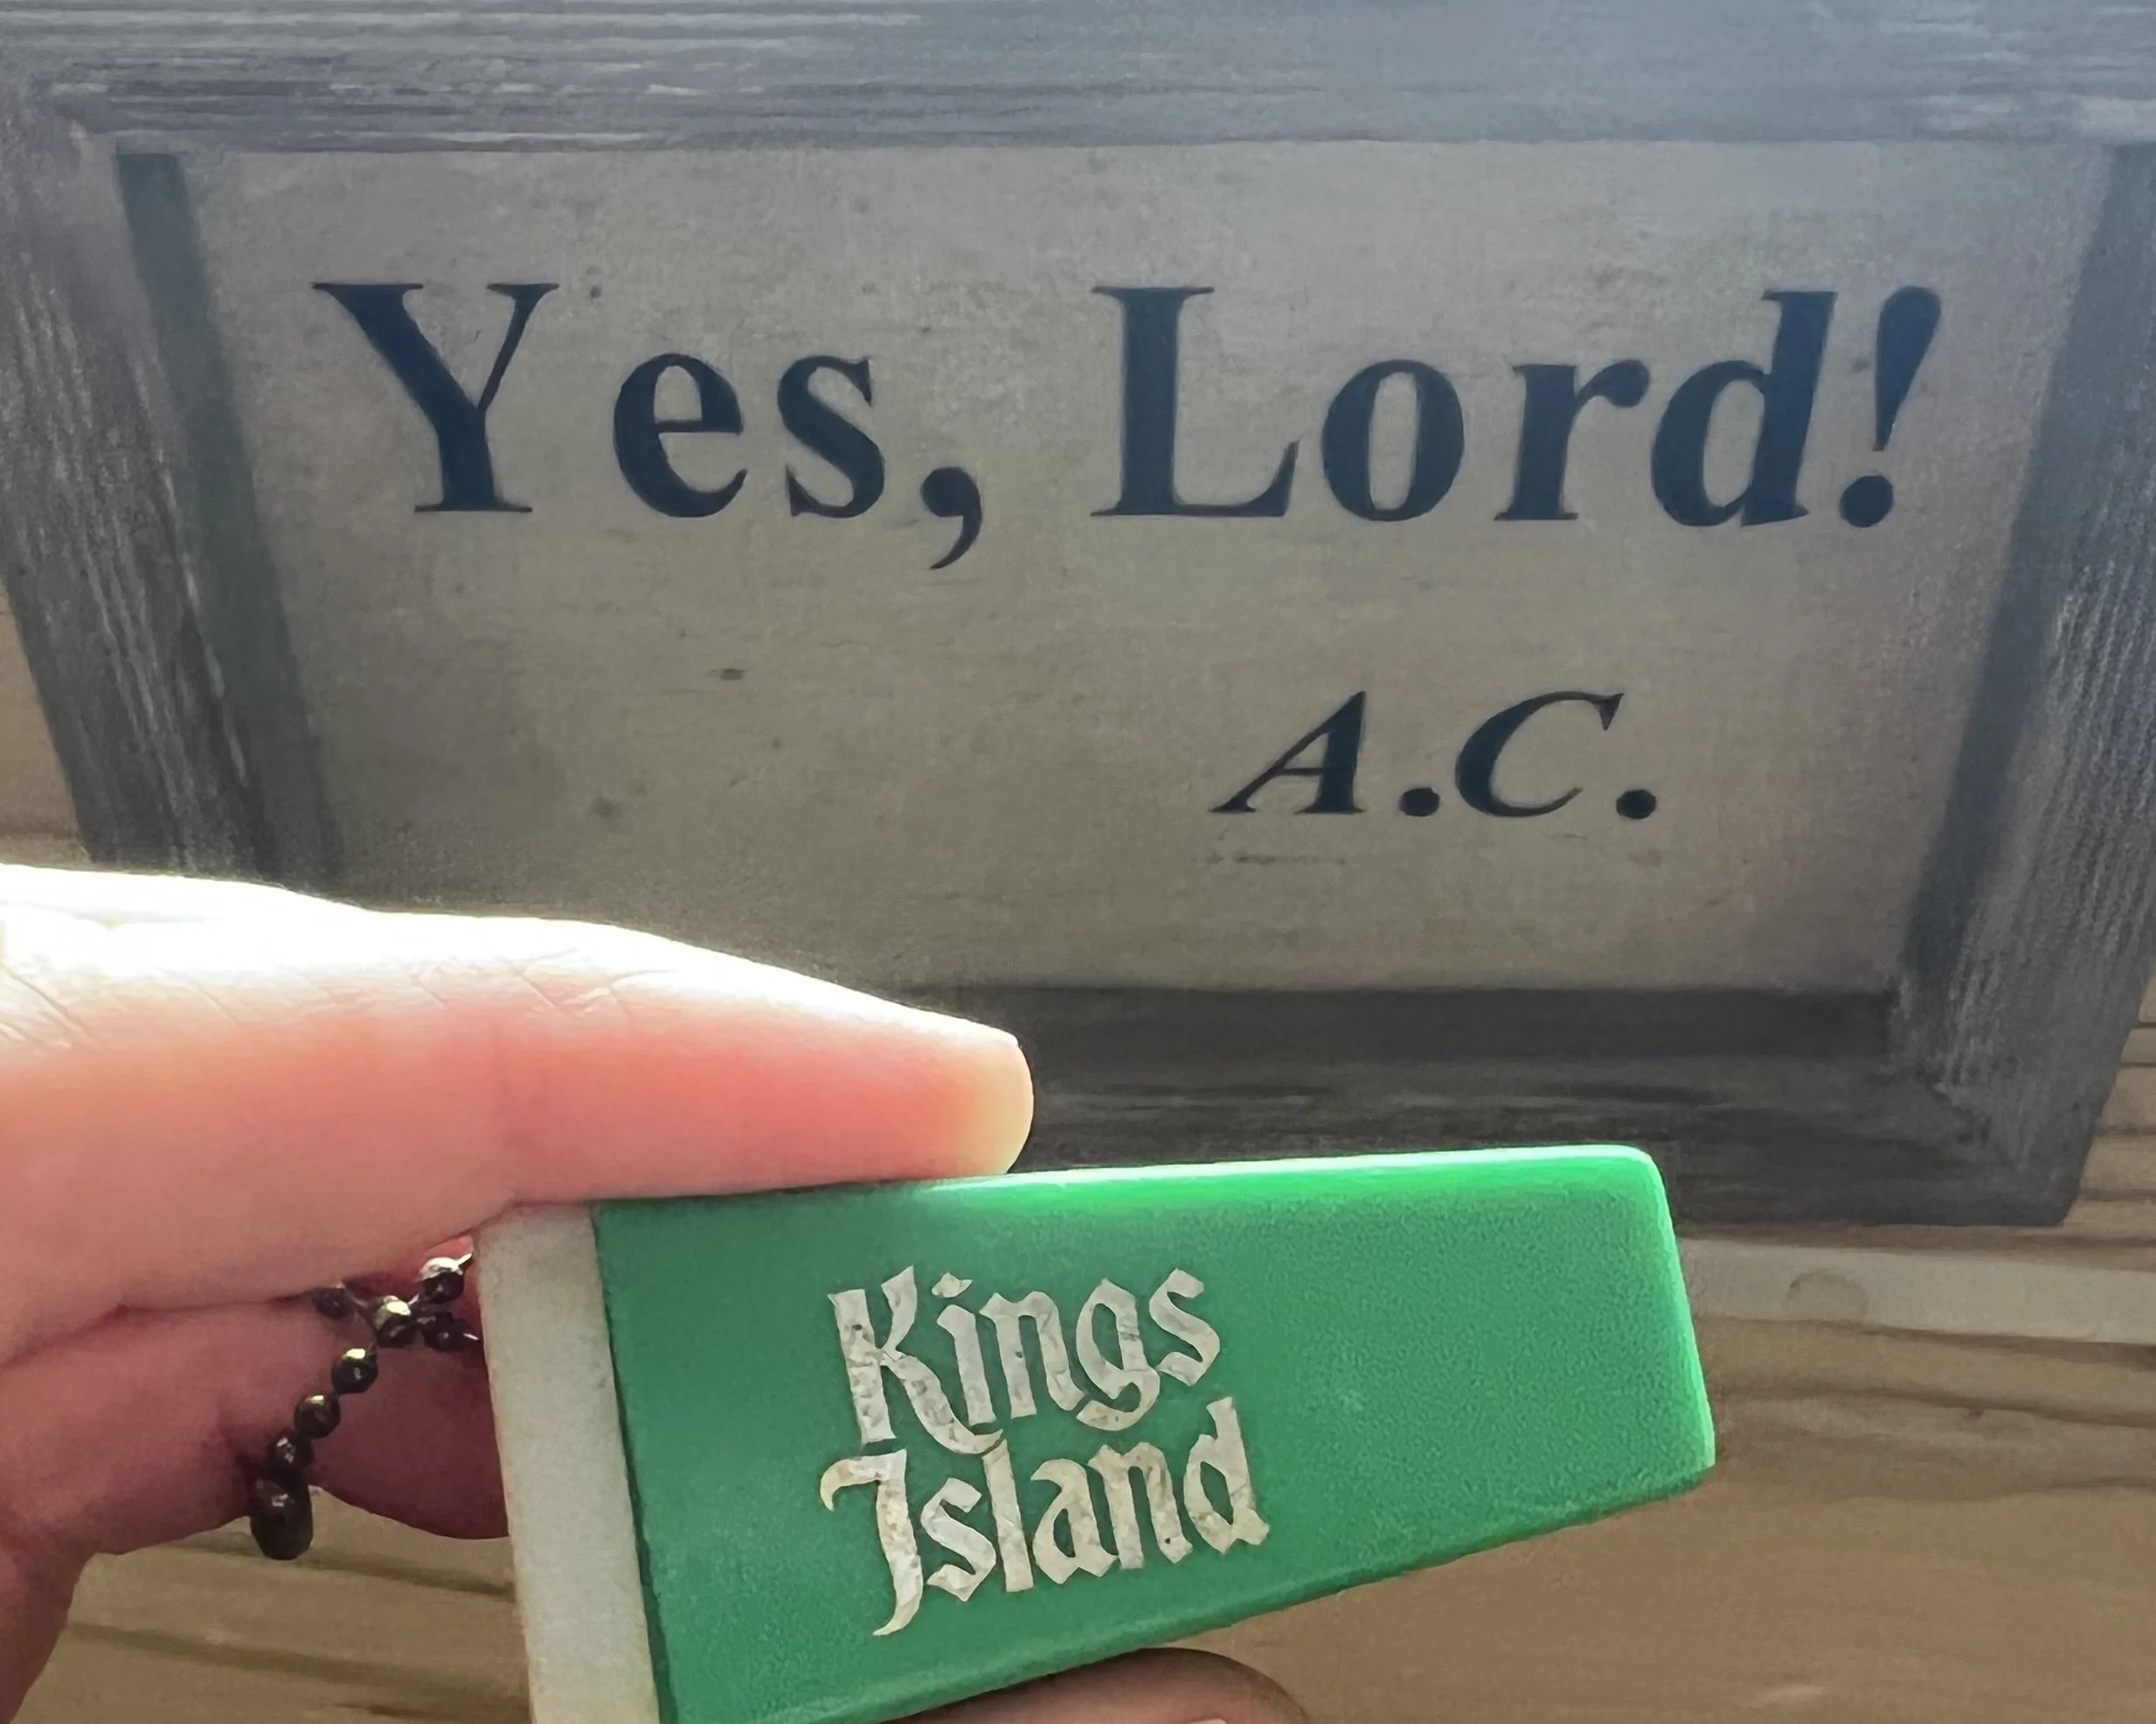 Yes, Lord!
A.C.
Kings
Island